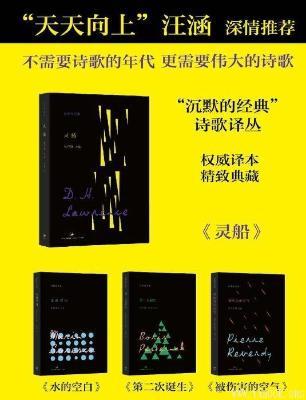 “天天向上”汪涵 深情推荐
不需要诗歌的年代 更需要伟大的诗歌
“沉默的经典”
诗歌译丛
权威译本
精致典藏
灵船
D. H.
Lawrence
《灵船》
Boris
Pierre
Reverdy
《水的空白》
《第二次诞生》
《被伤害的空气》